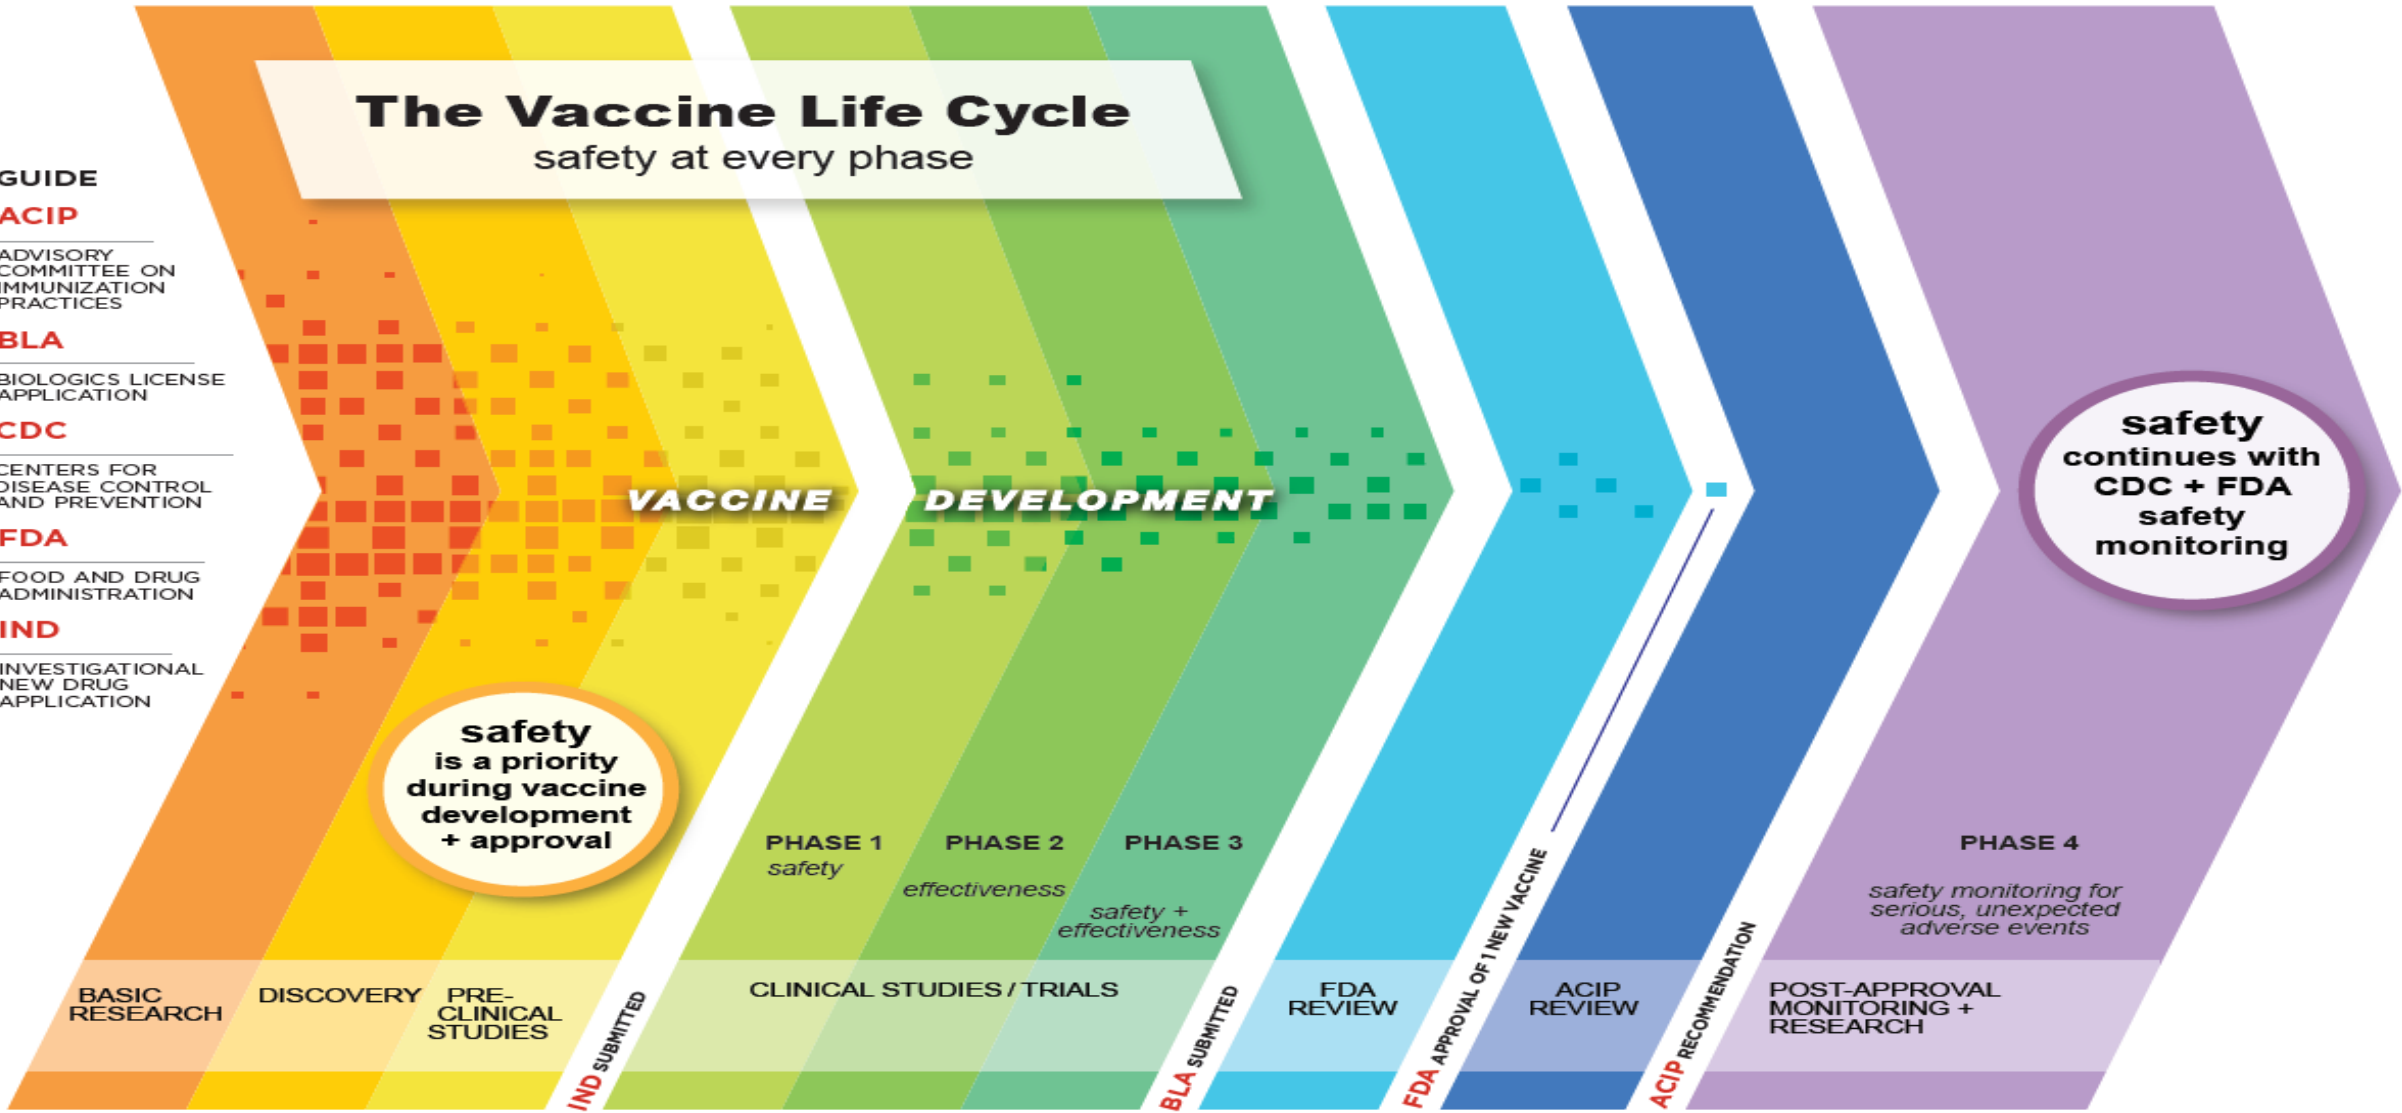 The Vaccine Life Cycle
safety at every phase
GUIDE
ACIP
ADVISORY
COMMITTEE ON
IMMUNIZATION
PRACTICES
BLA
BIOLOGICS LICENSE
APPLICATION
CDC
CENTERS FOR
DISEASE CONTROL
AND PREVENTION
FDA
FOOD AND DRUG
ADMINISTRATION
IND
INVESTIGATIONAL
NEW DRUG
APPLICATION
VACCINE DEVELOPMENT
safety
is a priority
during vaccine
development
+ approval
safety
continues with
CDC + FDA
safety
monitoring
PHASE 1
safety
PHASE 2
effectiveness
PHASE 3
safety +
effectiveness
PHASE 4
safety monitoring for
serious, unexpected
adverse events
BASIC
RESEARCH
DISCOVERY
PRE-
CLINICAL
STUDIES
IND SUBMITTED
CLINICAL STUDIES / TRIALS
BLA SUBMITTED
FDA
REVIEW
FDA APPROVAL OF 1 NEW VACCINE
ACIP
REVIEW
ACIP RECOMMENDATION
POST-APPROVAL
MONITORING +
RESEARCH